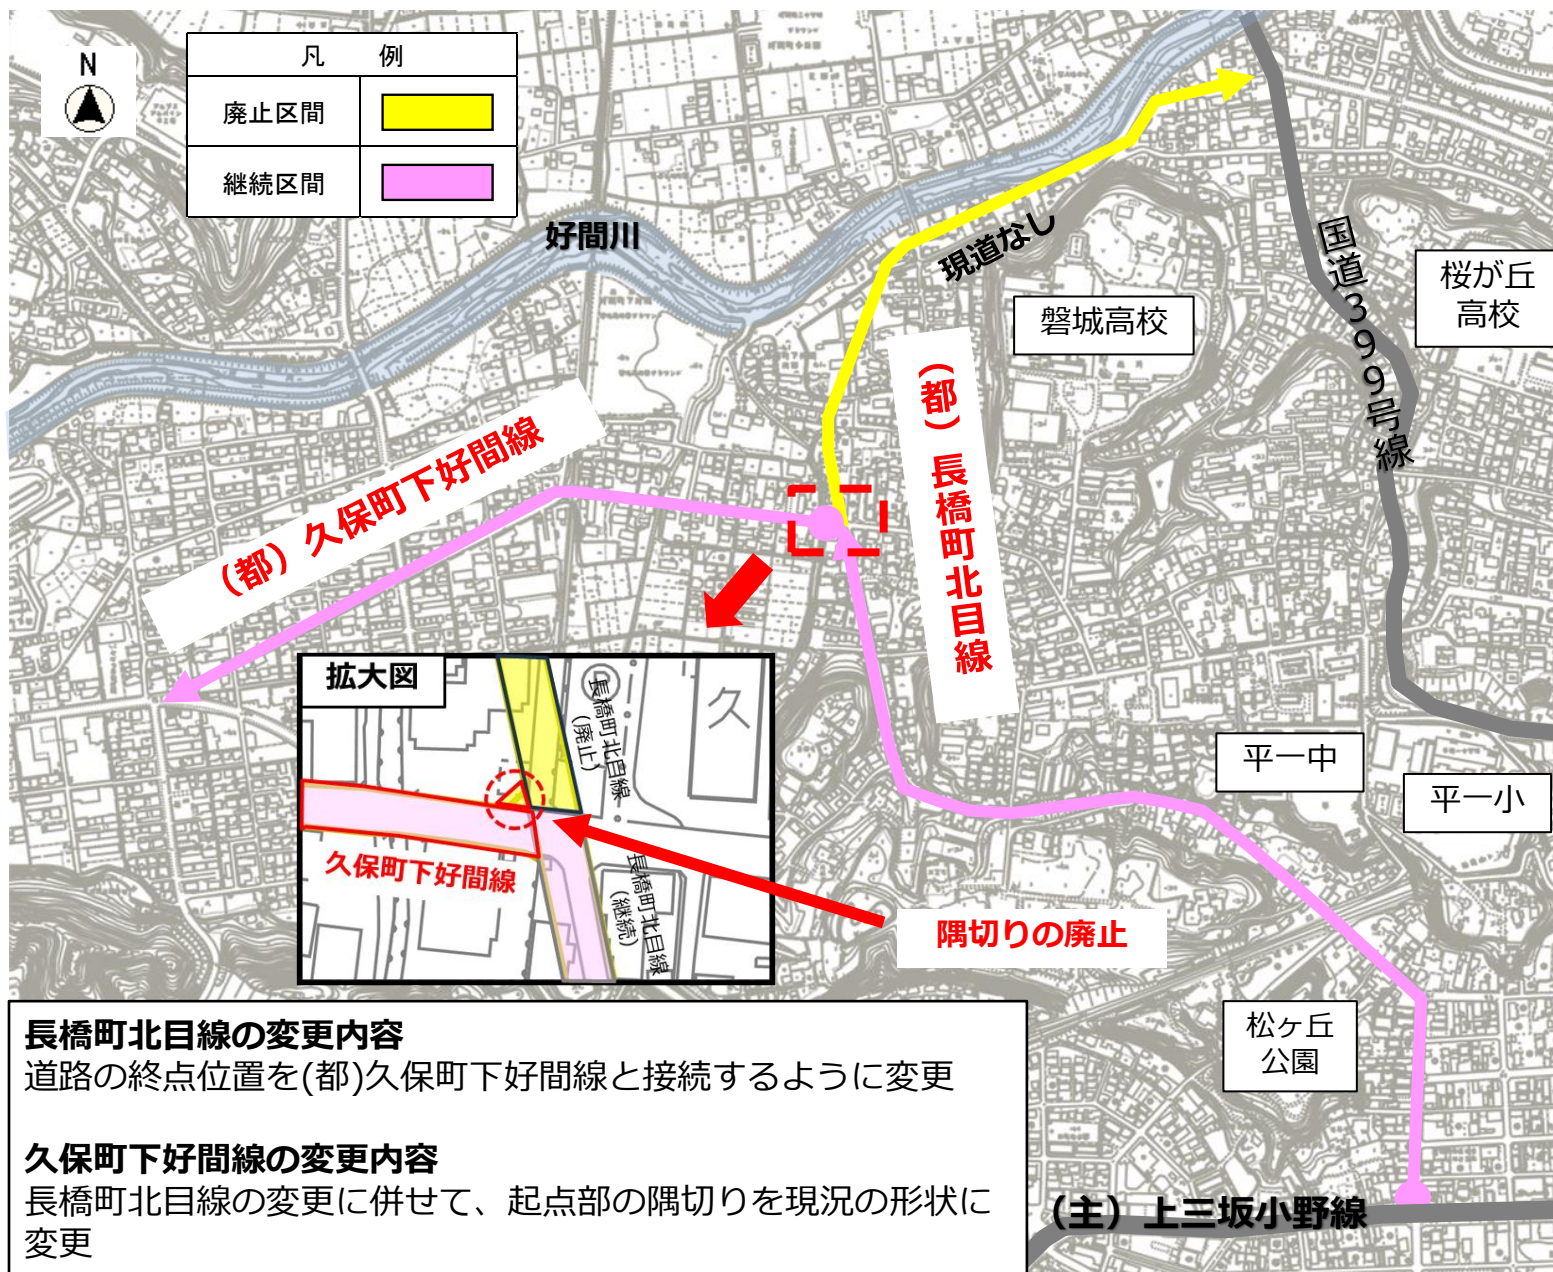 N
凡 例
廃止区間
継続区間
好間川
現道なし
国道399号線
桜が丘
高校
磐城高校
(都)長橋町北目線
(都)久保町下好間線
拡大図
長橋町北目線
(廃止)
久
久保町下好間線
長橋町北目線
(継続)
隅切りの廃止
平一中
平一小
松ヶ丘
公園
長橋町北目線の変更内容
道路の終点位置を(都)久保町下好間線と接続するように変更
久保町下好間線の変更内容
長橋町北目線の変更に併せて、起点部の隅切りを現況の形状に
変更
(主)上三坂小野線